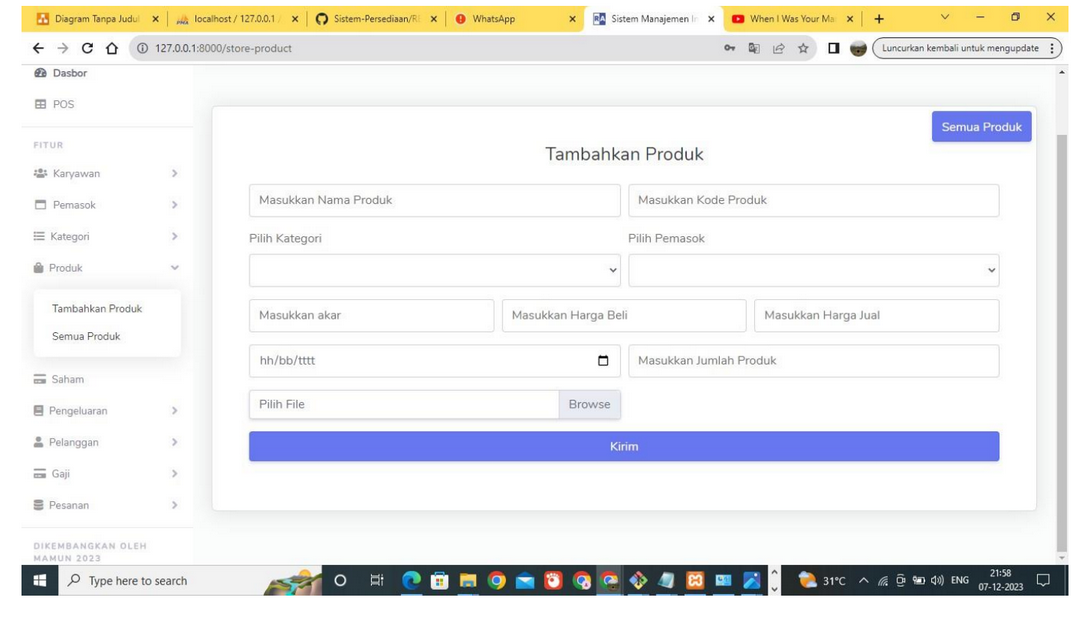 Diagram Tanpa Judul
localhost / 127.0.0.1 /
Sistem-Persediaan/RE
WhatsApp
Sistem Manajemen In
When I Was Your Man
127.0.0.1:8000/store-product
Luncurkan kembali untuk mengupdate
Dasbor
POS
FITUR
Karyawan
Pemasok
Kategori
Produk
Tambahkan Produk
Semua Produk
Saham
Pengeluaran
Pelanggan
Gaji
Pesanan
DIKEMBANGKAN OLEH
MAMUN 2023
Semua Produk
Tambahkan Produk
Masukkan Nama Produk
Masukkan Kode Produk
Pilih Kategori
Pilih Pemasok
Masukkan akar
Masukkan Harga Beli
Masukkan Harga Jual
hh/bb/tttt
Masukkan Jumlah Produk
Pilih File
Browse
Kirim
Type here to search
31°C
ENG
21:58
07-12-2023